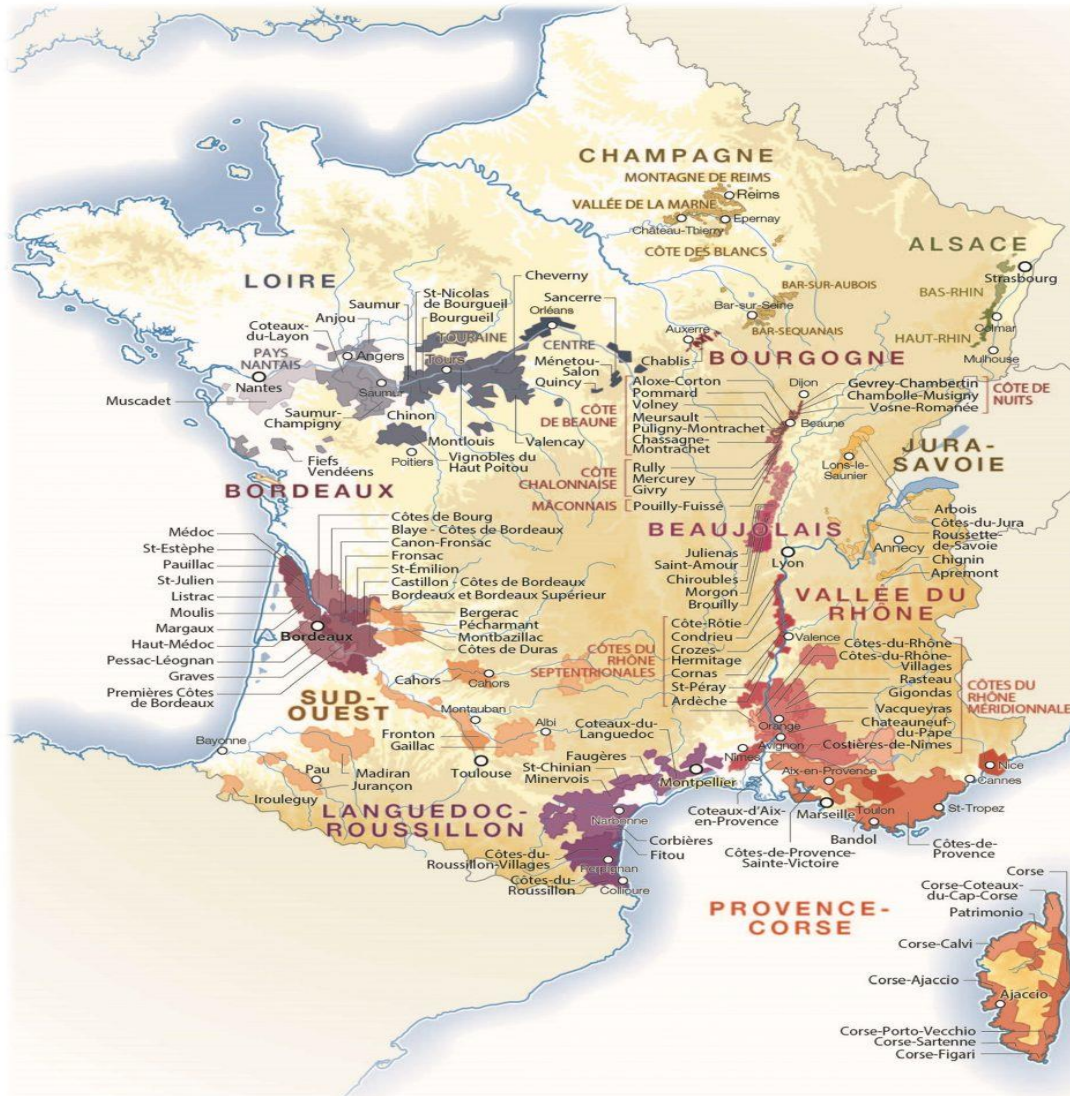 CHAMPAGNE
MONTAGNE DE REIMS
Reims
VALLÉE DE LA MARNE
Epernay
Château-Thierry
CÔTE DES BLANCS
ALSACE
Strasbourg
BAS-RHIN
Colmar
HAUT-RHIN
Mulhouse
BAR-SUR-AUBOIS
Bar-sur-Seine
BAR-SEQUANAIS
LOIRE
Cheverny
St-Nicolas
de Bourgueil
Bourgueil
Saumur
Anjou
Coteaux-
du-Layon
Sancerre
Orléans
TOURAINE
CENTRE
Angers
Tours
PAYS
NANTAIS
Nantes
Saumur
Muscadet
Saumur-
Champigny
Chinon
Ménetou-
Salon
Quincy
Montlouis
Valencay
Vignobles du
Haut Poitou
Poitiers
Fiefs
Vendéens
Auxerre
Chablis
BOURGOGNE
Dijon
Beaune
CÔTE
DE BEAUNE
Aloxe-Corton
Pommard
Volney
Meursault
Puligny-Montrachet
Chassagne-
Montrachet
Gevrey-Chambertin
Chambolle-Musigny
Vosne-Romanée
CÔTE DE
NUITS
CÔTE
CHALONNAISE
Rully
Mercurey
Givry
MÂCONNAIS
Pouilly-Fuissé
JURA-
SAVOIE
Lons-le-
Saunier
Arbois
Côtes-du-Jura
Roussette-
de-Savoie
Chignin
Apremont
Annecy
BEAUJOLAIS
Lyon
Julienas
Saint-Amour
Chiroubles
Morgon
Brouilly
BORDEAUX
Médoc
St-Estèphe
Pauillac
St-Julien
Listrac
Moulis
Margaux
Haut-Médoc
Pessac-Léognan
Graves
Premières Côtes
de Bordeaux
Côtes de Bourg
Blaye - Côtes de Bordeaux
Canon-Fronsac
Fronsac
St-Émilion
Castillon - Côtes de Bordeaux
Bordeaux et Bordeaux Supérieur
Bordeaux
Bergerac
Pécharmant
Montbazillac
Côtes de Duras
VALLÉE DU
RHÔNE
CÔTES DU
RHÔNE
SEPTENTRIONALES
Côte-Rôtie
Condrieu
Crozes-
Hermitage
Cornas
St-Péray
Ardèche
Valence
Côtes-du-Rhône
Côtes-du-Rhône-
Villages
Rasteau
Gigondas
Vacqueyras
Chateauneuf-
du-Pape
Costières-de-Nimes
CÔTES DU
RHÔNE
MÉRIDIONALE
Orange
Avignon
Nîmes
SUD-
OUEST
Cahors
Cahors
Montauban
Albi
Fronton
Gaillac
Toulouse
Bayonne
Pau
Madiran
Jurançon
Irouleguy
LANGUEDOC-
ROUSSILLON
Coteaux-du-
Languedoc
Faugères
St-Chinian
Minervois
Montpellier
Narbonne
Corbières
Fitou
Côtes-du-
Roussillon-Villages
Perpignan
Côtes-du-
Roussillon
Collioure
Aix-en-Provence
Nice
Cannes
St-Tropez
Toulon
Marseille
Coteaux-d'Aix-
en-Provence
Bandol
Côtes-de-Provence-
Sainte-Victoire
Côtes-de-
Provence
PROVENCE-
CORSE
Corse
Corse-Coteaux-
du-Cap-Corse
Patrimonio
Corse-Calvi
Corse-Ajaccio
Ajaccio
Corse-Porto-Vecchio
Corse-Sartenne
Corse-Figari